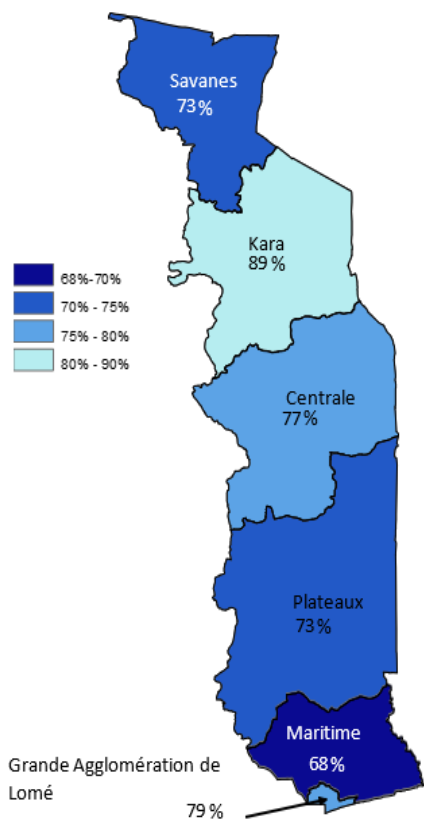 Savanes
73%
Kara
89 %
68%-70%
70% - 75%
75% - 80%
80% - 90%
Centrale
77%
Plateaux
73%
Maritime
68%
Grande Agglomération de
Lomé
79 %